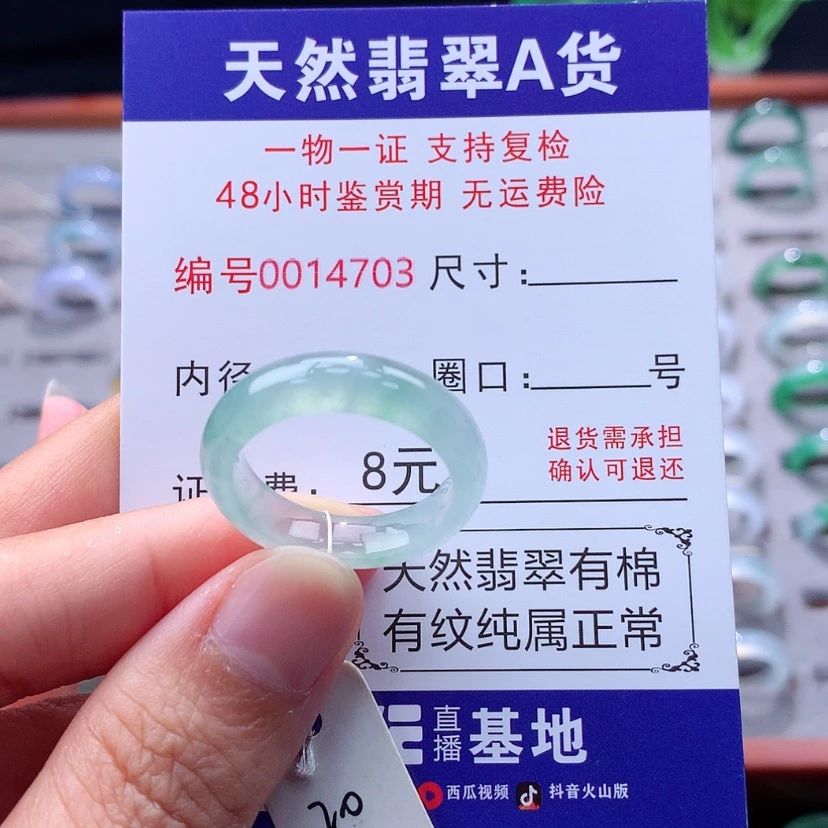 天然翡翠A货
一物一证 支持复检
48小时鉴赏期 无运费险
编号0014703 尺寸:
内径 圈口: 号
证 费: 8元
退货需承担
确认可退还
天然翡翠有棉
有纹纯属正常
直播基地
西瓜视频 抖音火山版